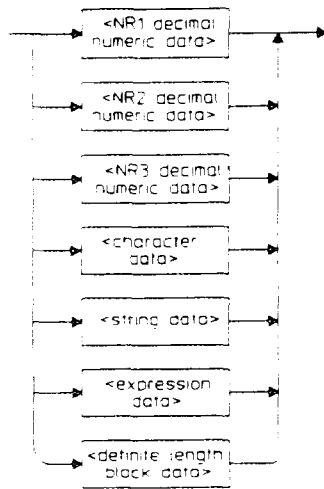 <NR1 decimal
numeric data>
<NR2 decimal
numeric data>
<NR3 decimal
numeric data>
<character
data>
<string data>
<expression
data>
<definite length
block data>